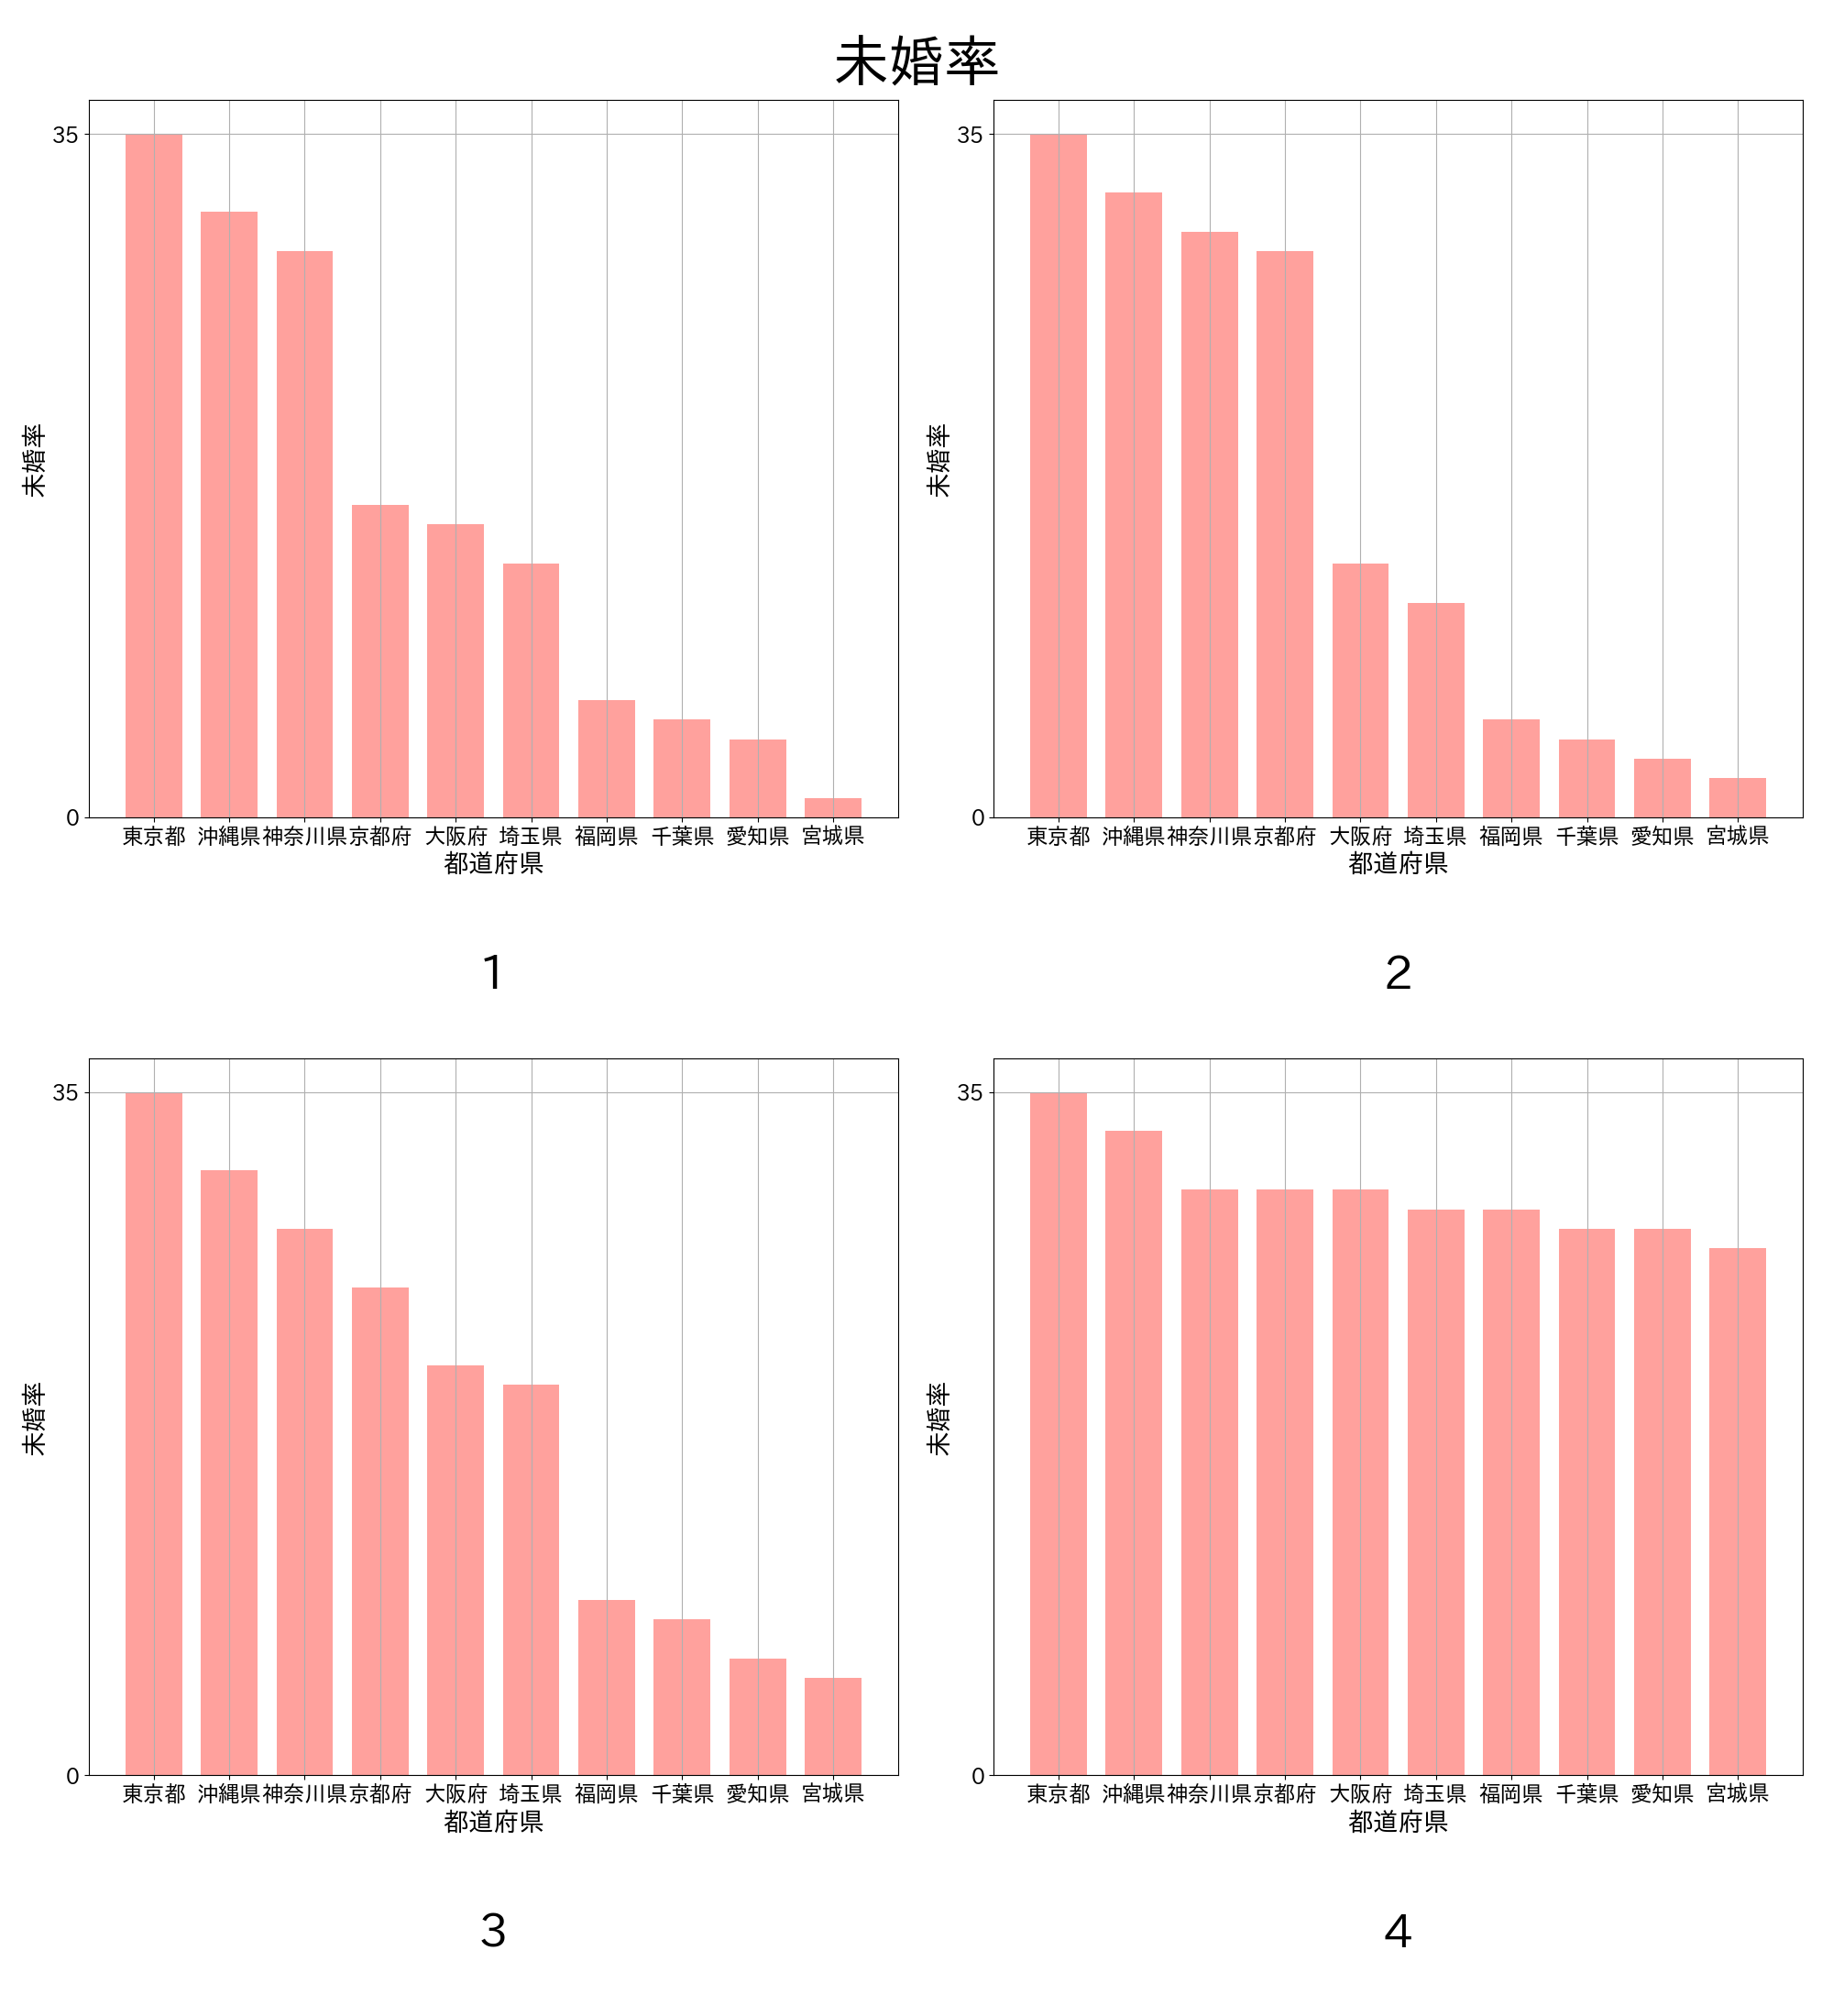 未婚率
35
0
未婚率
東京都 沖縄県 神奈川県 京都府 大阪府 埼玉県 福岡県 千葉県 愛知県 宮城県
都道府県
1
35
0
未婚率
東京都 沖縄県 神奈川県 京都府 大阪府 埼玉県 福岡県 千葉県 愛知県 宮城県
都道府県
2
35
0
未婚率
東京都 沖縄県 神奈川県 京都府 大阪府 埼玉県 福岡県 千葉県 愛知県 宮城県
都道府県
3
35
0
未婚率
東京都 沖縄県 神奈川県 京都府 大阪府 埼玉県 福岡県 千葉県 愛知県 宮城県
都道府県
4